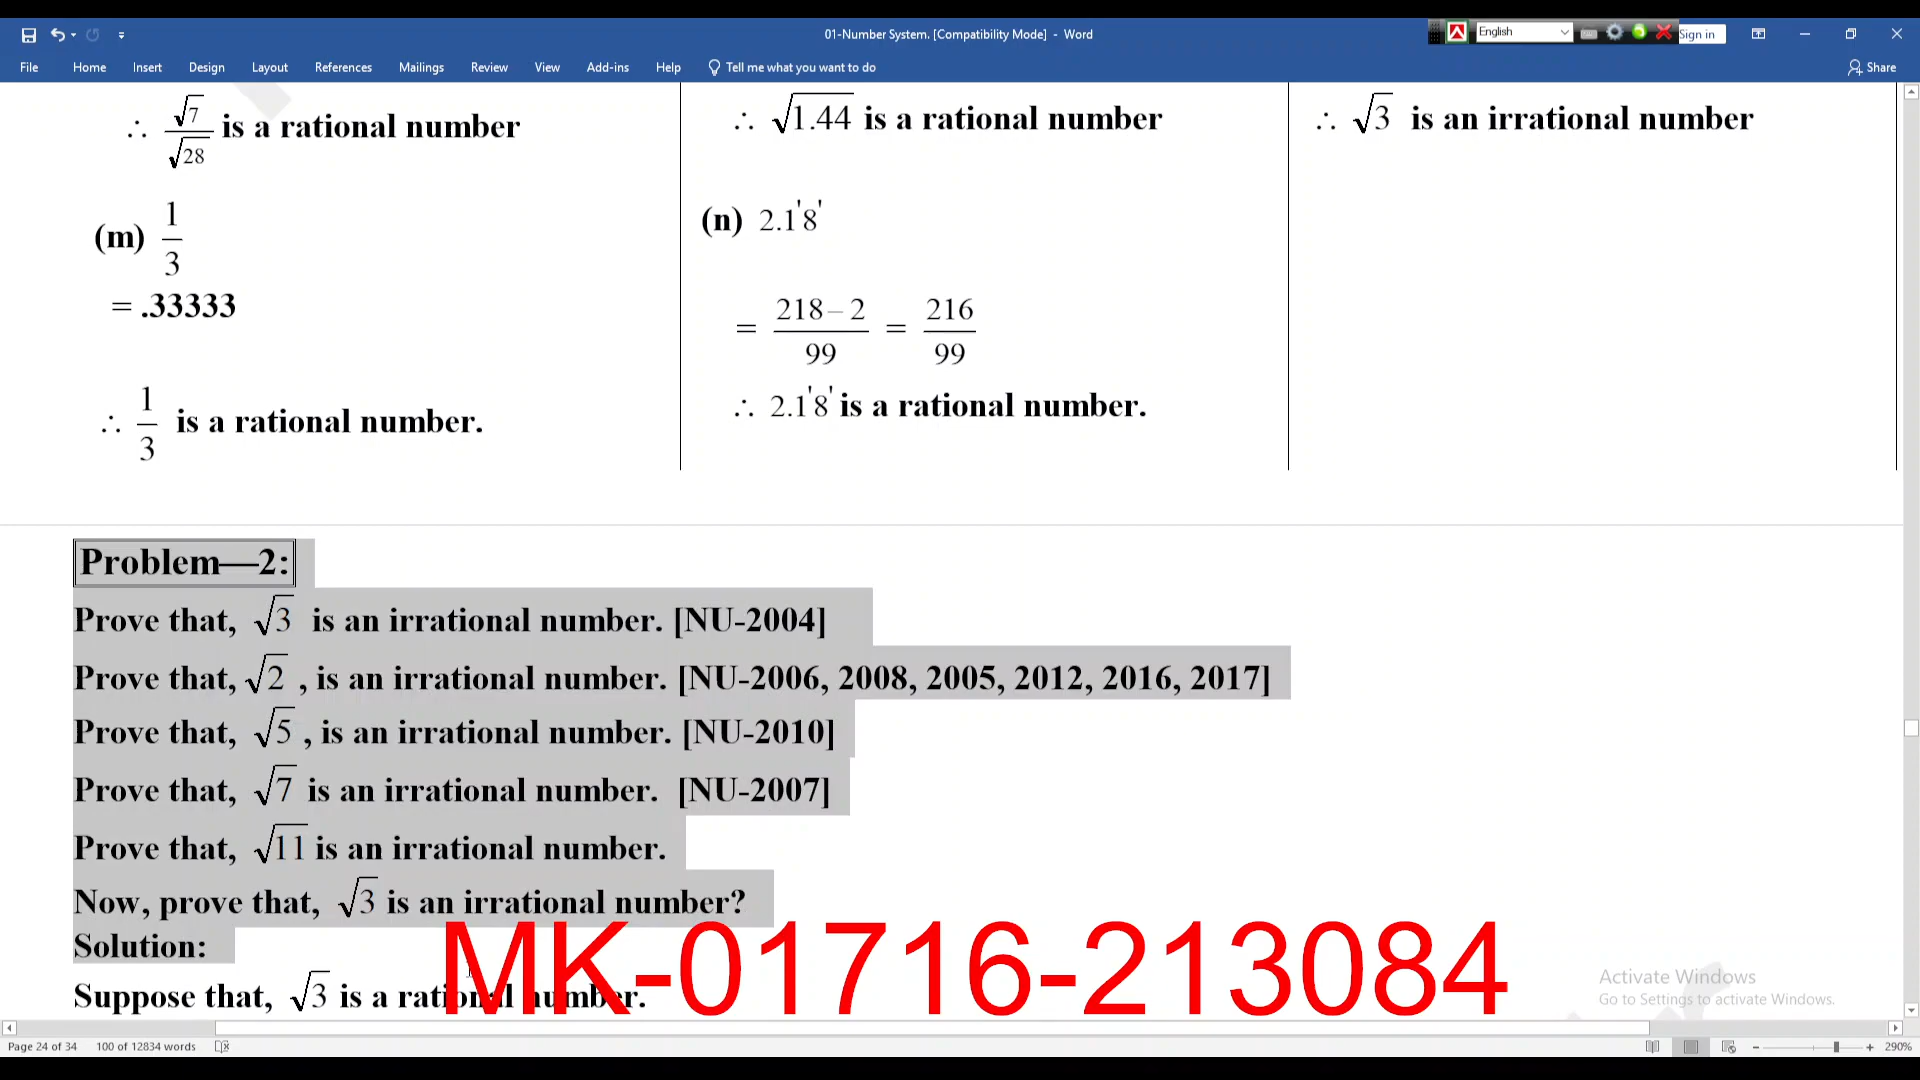 01-Number System. [Compatibility Mode] - Word
English
Sign in
File Home Insert Design Layout References Mailings Review View Add-ins Help Tell me what you want to do Share
∴ √7/√28 is a rational number
(m) 1/3
= .33333
∴ 1/3 is a rational number.
∴ √1.44 is a rational number
(n) 2.1'8'
= (218–2)/99 = 216/99
∴ 2.1'8' is a rational number.
∴ √3 is an irrational number
Problem—2:
Prove that, √3 is an irrational number. [NU-2004]
Prove that, √2 , is an irrational number. [NU-2006, 2008, 2005, 2012, 2016, 2017]
Prove that, √5 , is an irrational number. [NU-2010]
Prove that, √7 is an irrational number. [NU-2007]
Prove that, √11 is an irrational number.
Now, prove that, √3 is an irrational number?
Solution:
Suppose that, √3 is a rational number.
MK-01716-213084
Activate Windows
Go to Settings to activate Windows.
Page 24 of 34 100 of 12834 words 290%